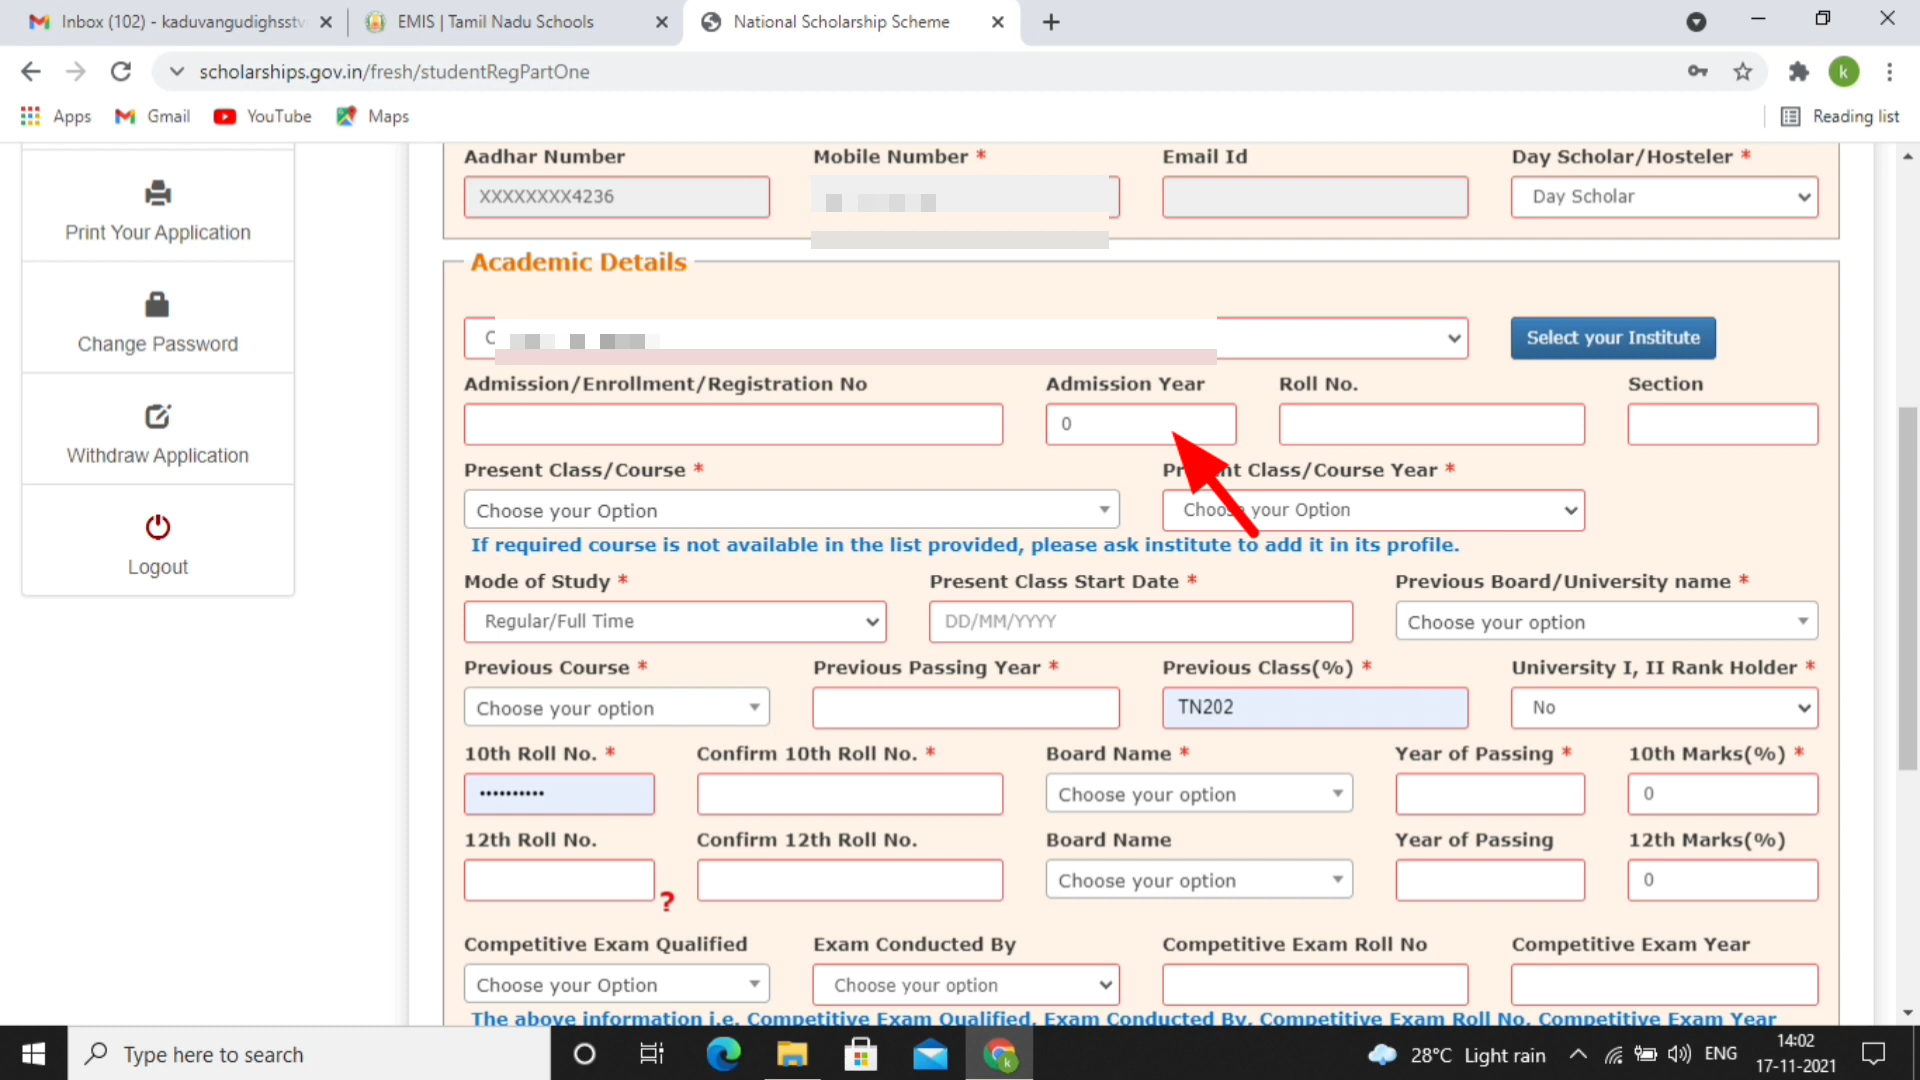 Inbox (102) - kaduvangudighsstv
EMIS | Tamil Nadu Schools
National Scholarship Scheme
scholarships.gov.in/fresh/studentRegPartOne
k
Apps
Gmail
YouTube
Maps
Reading list
Print Your Application
Change Password
Withdraw Application
Logout
Aadhar Number
Mobile Number *
Email Id
Day Scholar/Hosteler *
XXXXXXXX4236
Day Scholar
Academic Details
Select your Institute
Admission/Enrollment/Registration No
Admission Year
Roll No.
Section
0
Present Class/Course *
Present Class/Course Year *
Choose your Option
Choose your Option
If required course is not available in the list provided, please ask institute to add it in its profile.
Mode of Study *
Present Class Start Date *
Previous Board/University name *
Regular/Full Time
DD/MM/YYYY
Choose your option
Previous Course *
Previous Passing Year *
Previous Class(%) *
University I, II Rank Holder *
Choose your option
TN202
No
10th Roll No. *
Confirm 10th Roll No. *
Board Name *
Year of Passing *
10th Marks(%) *
••••••••••
Choose your option
0
12th Roll No.
Confirm 12th Roll No.
Board Name
Year of Passing
12th Marks(%)
?
Choose your option
0
Competitive Exam Qualified
Exam Conducted By
Competitive Exam Roll No
Competitive Exam Year
Choose your Option
Choose your option
The above information i.e. Competitive Exam Qualified, Exam Conducted By, Competitive Exam Roll No, Competitive Exam Year
Type here to search
28°C Light rain
ENG
14:02
17-11-2021